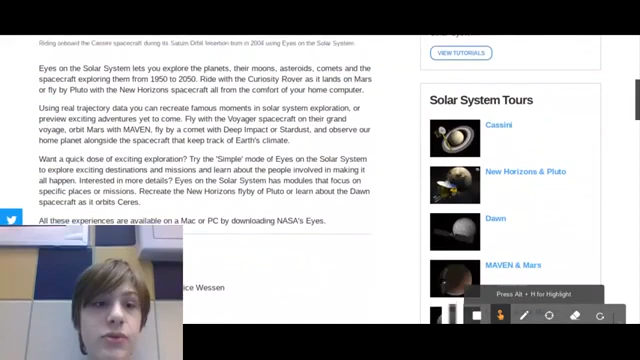 Riding onboard the Cassini spacecraft during its Saturn Orbit Insertion burn in 2004 using Eyes on the Solar System.
Eyes on the Solar System lets you explore the planets, their moons, asteroids, comets and the
spacecraft exploring them from 1950 to 2050. Ride with the Curiosity Rover as it lands on Mars
or fly by Pluto with the New Horizons spacecraft all from the comfort of your home computer.
Using real trajectory data you can recreate famous moments in solar system exploration, or
preview exciting adventures yet to come. Fly with the Voyager spacecraft on their grand
voyage, orbit Mars with MAVEN, fly by a comet with Deep Impact or Stardust, and observe our
home planet alongside the spacecraft that keep track of Earth's climate.
Want a quick dose of exciting exploration? Try the 'Simple' mode of Eyes on the Solar System
to explore exciting destinations and missions and learn about the people involved in making it
all happen. Interested in more details? Eyes on the Solar System has modules that focus on
specific places or missions. Recreate the New Horizons flyby of Pluto or learn about the Dawn
spacecraft as it orbits Ceres.
All these experiences are available on a Mac or PC by downloading NASA's Eyes.
ice Wessen
VIEW TUTORIALS
Solar System Tours
Cassini
New Horizons & Pluto
Dawn
MAVEN & Mars
Press Alt + H for Highlight